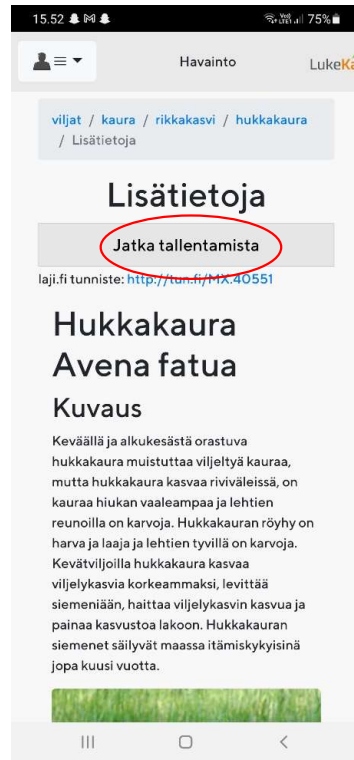 15.52 75%
Havainto LukeKa
viljat / kaura / rikkakasvi / hukkakaura
/ Lisätietoja
Lisätietoja
Jatka tallentamista
laji.fi tunniste: http://tun.fi/MX.40551
Hukkakaura
Avena fatua
Kuvaus
Keväällä ja alkukesästä orastuva
hukkakaura muistuttaa viljeltyä kauraa,
mutta hukkakaura kasvaa riviväleissä, on
kauraa hiukan vaaleampaa ja lehtien
reunoilla on karvoja. Hukkakauran röyhy on
harva ja laaja ja lehtien tyvillä on karvoja.
Kevätviljoilla hukkakaura kasvaa
viljelykasvia korkeammaksi, levittää
siemeniään, haittaa viljelykasvin kasvua ja
painaa kasvustoa lakoon. Hukkakauran
siemenet säilyvät maassa itämiskykyisinä
jopa kuusi vuotta.